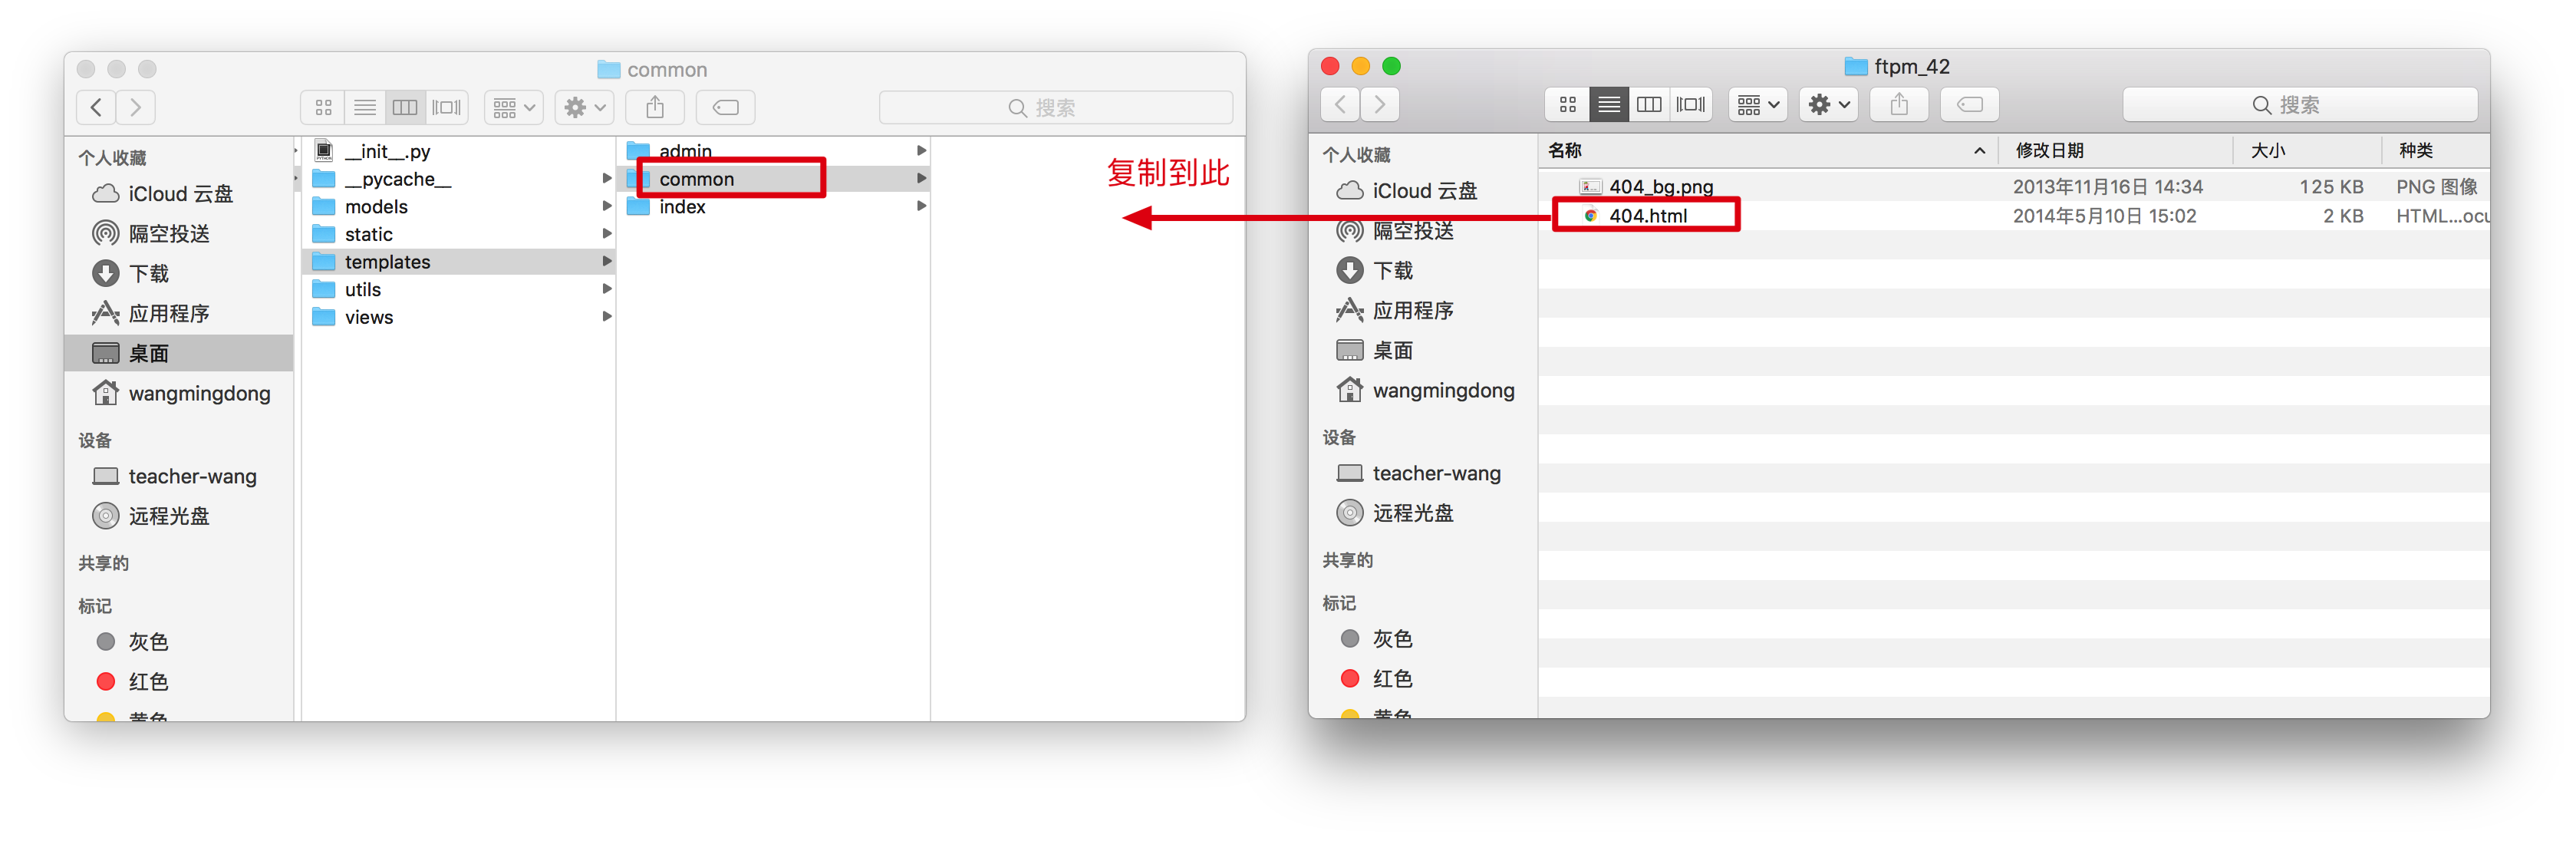 common
搜索
个人收藏
iCloud 云盘
隔空投送
下载
应用程序
桌面
wangmingdong
设备
teacher-wang
远程光盘
共享的
标记
灰色
红色
黄色
__init__.py
__pycache__
models
static
templates
utils
views
admin
common
index
复制到此
ftpm_42
搜索
个人收藏
iCloud 云盘
隔空投送
下载
应用程序
桌面
wangmingdong
设备
teacher-wang
远程光盘
共享的
标记
灰色
红色
黄色
名称 修改日期 大小 种类
404_bg.png 2013年11月16日 14:34 125 KB PNG 图像
404.html 2014年5月10日 15:02 2 KB HTML...ocu